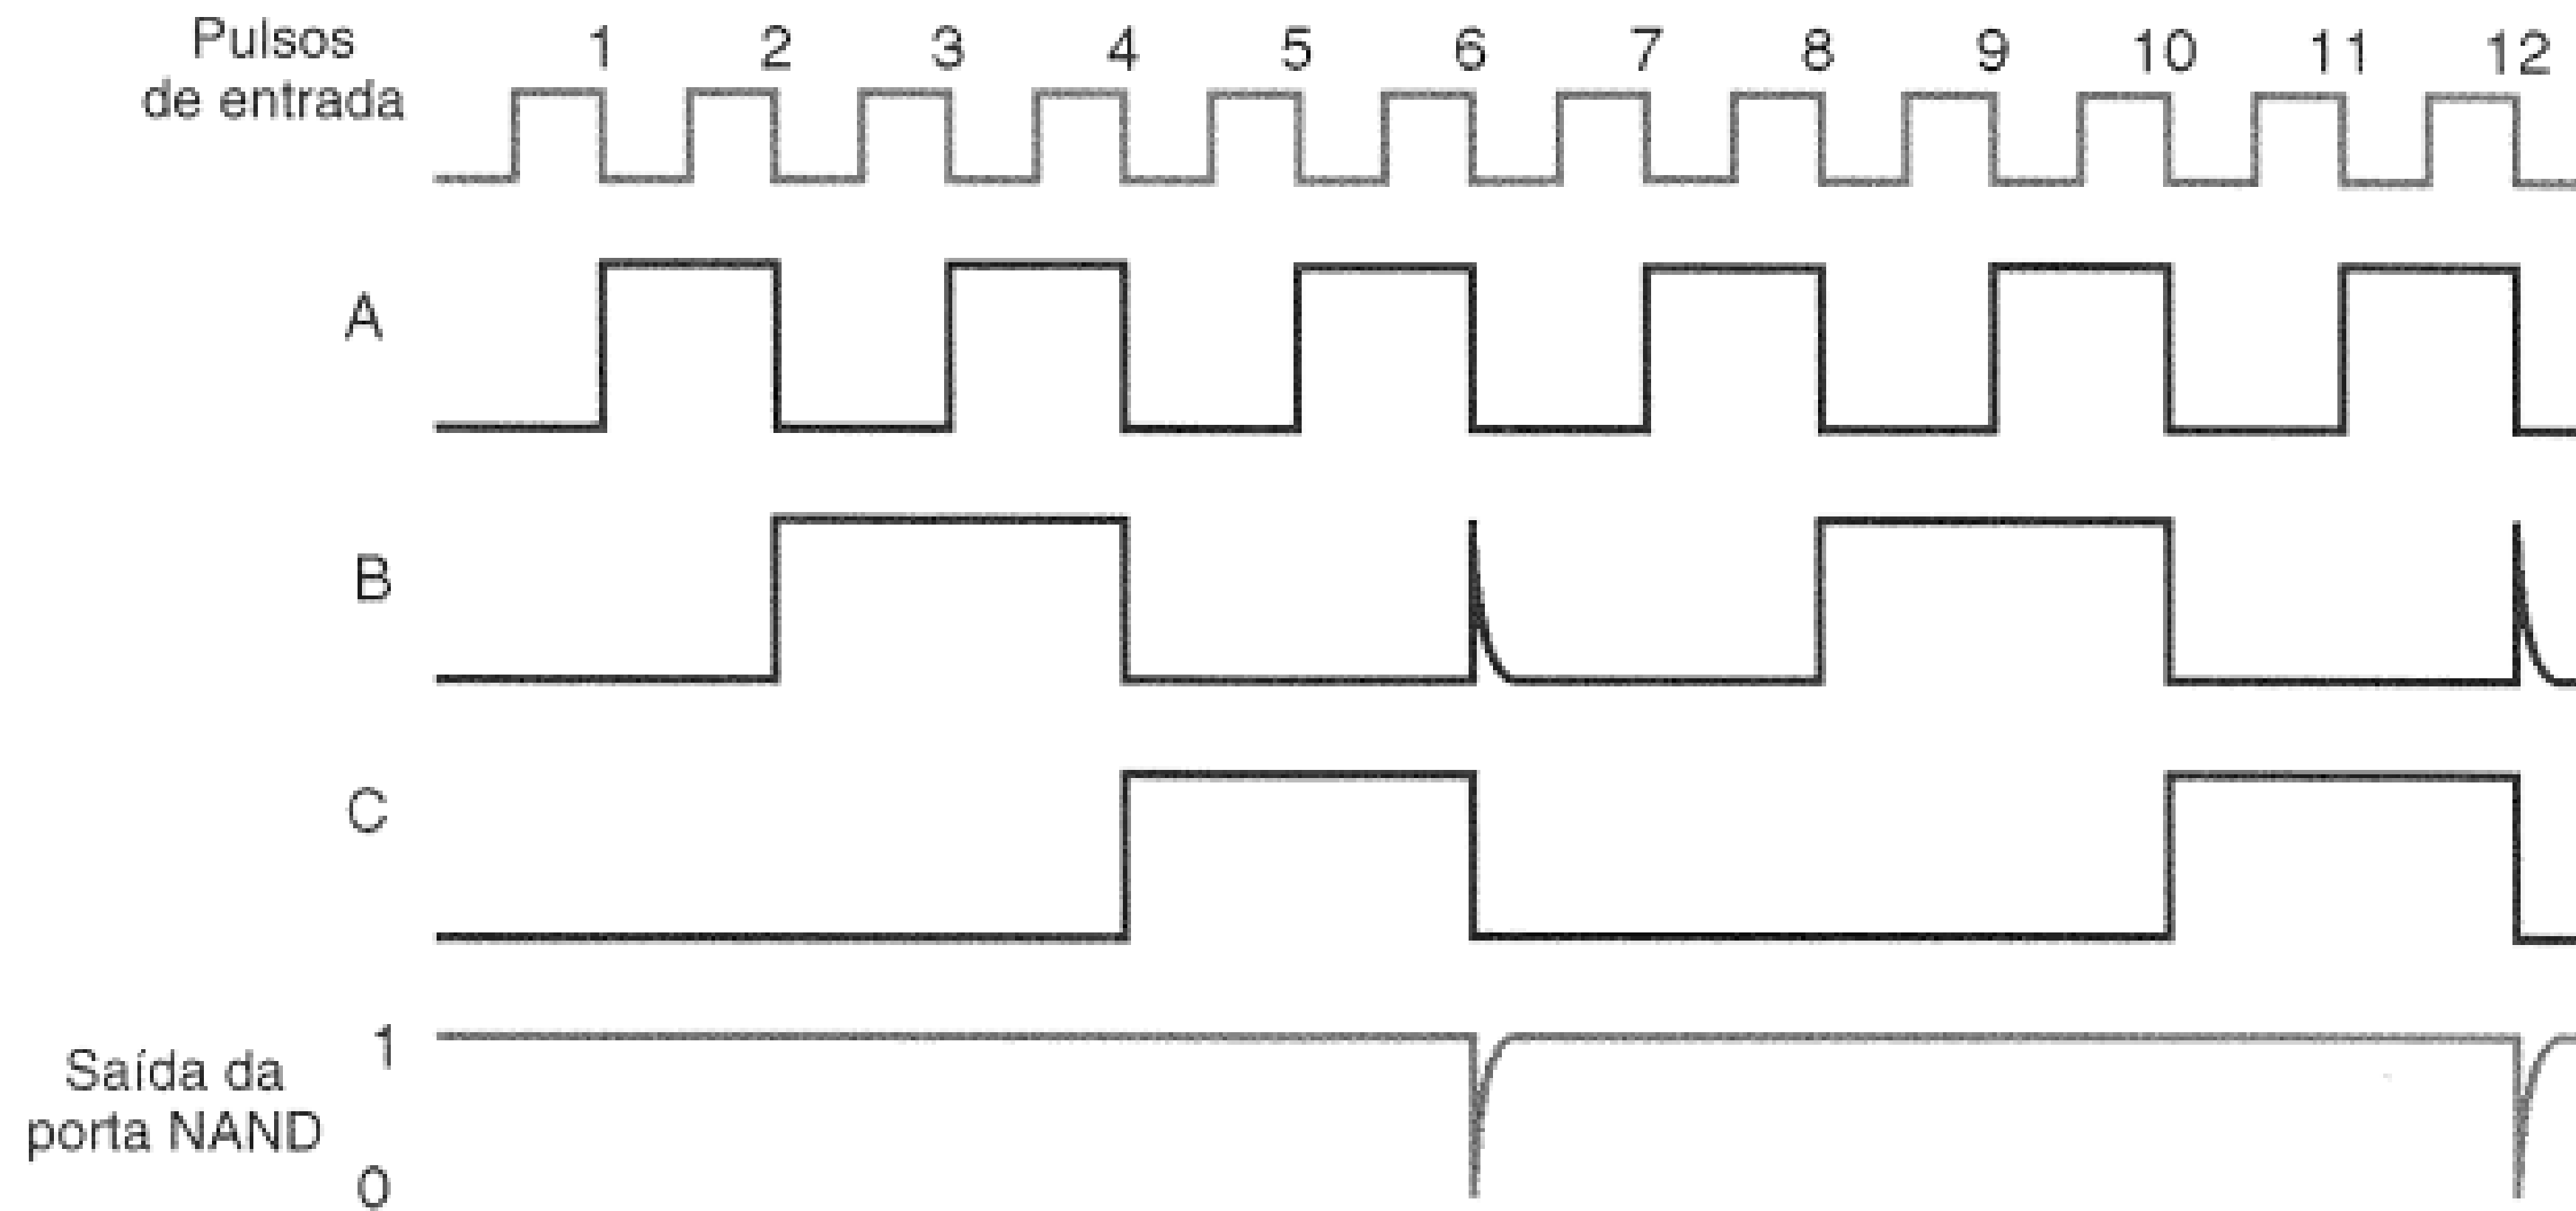 Pulsos
de entrada
1 2 3 4 5 6 7 8 9 10 11 12
A
B
C
1
Saída da
porta NAND
0